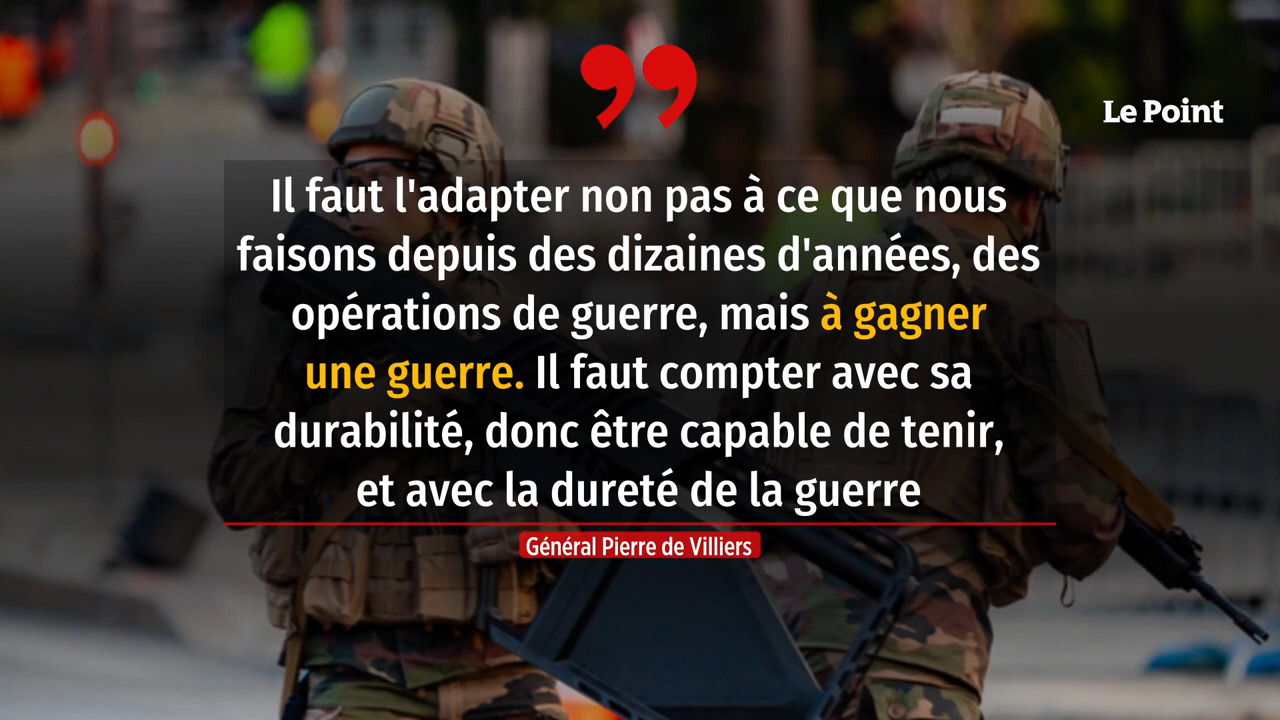 ”
Le Point
Il faut l'adapter non pas à ce que nous
faisons depuis des dizaines d'années, des
opérations de guerre, mais à gagner
une guerre. Il faut compter avec sa
durabilité, donc être capable de tenir,
et avec la dureté de la guerre
Général Pierre de Villiers